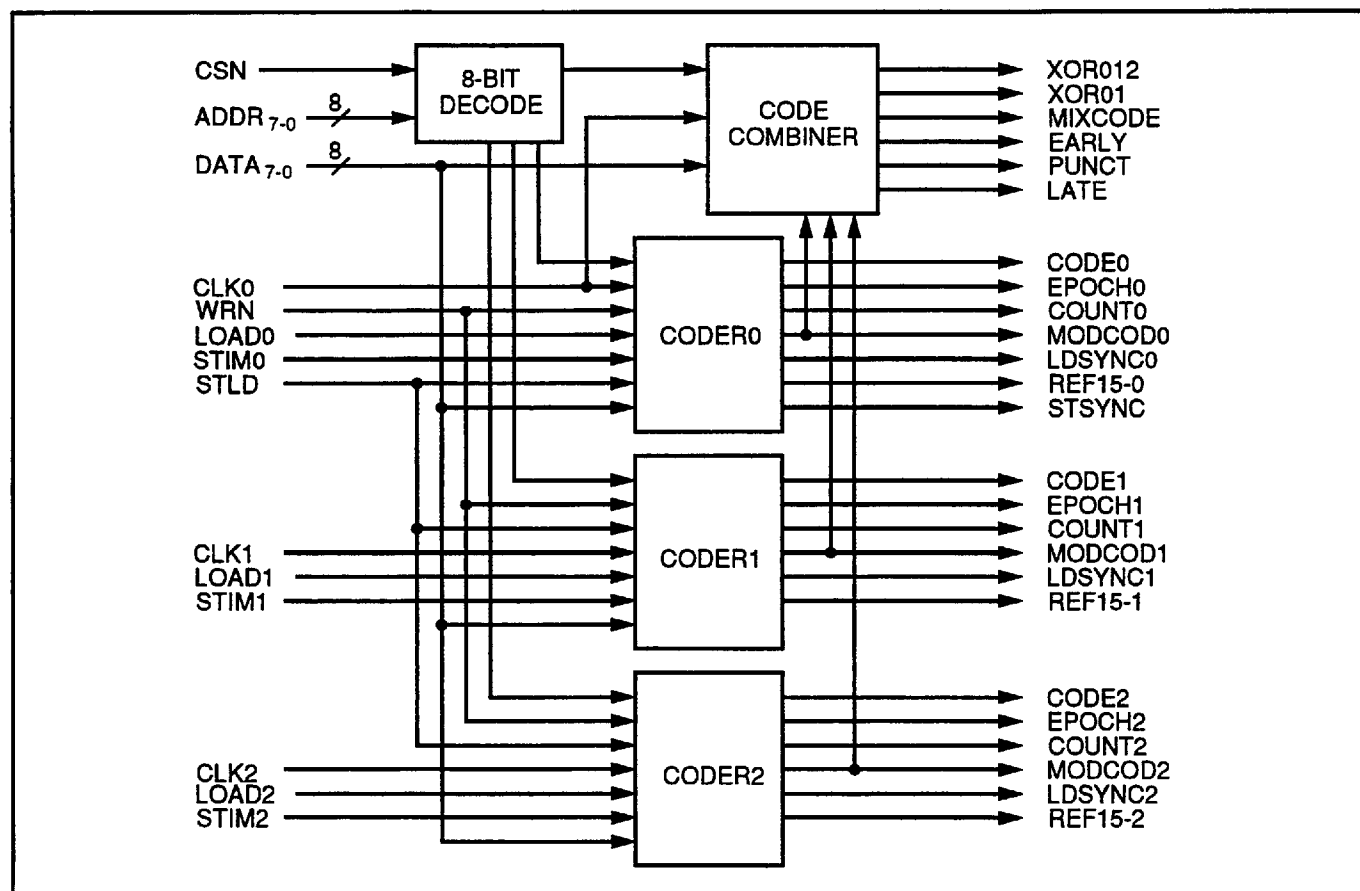 CSN
ADDR7-0
8
DATA7-0
8
8-BIT
DECODE
CODE
COMBINER
XOR012
XOR01
MIXCODE
EARLY
PUNCT
LATE
CLK0
WRN
LOAD0
STIM0
STLD
CODER0
CODE0
EPOCH0
COUNT0
MODCOD0
LDSYNC0
REF15-0
STSYNC
CLK1
LOAD1
STIM1
CODER1
CODE1
EPOCH1
COUNT1
MODCOD1
LDSYNC1
REF15-1
CLK2
LOAD2
STIM2
CODER2
CODE2
EPOCH2
COUNT2
MODCOD2
LDSYNC2
REF15-2